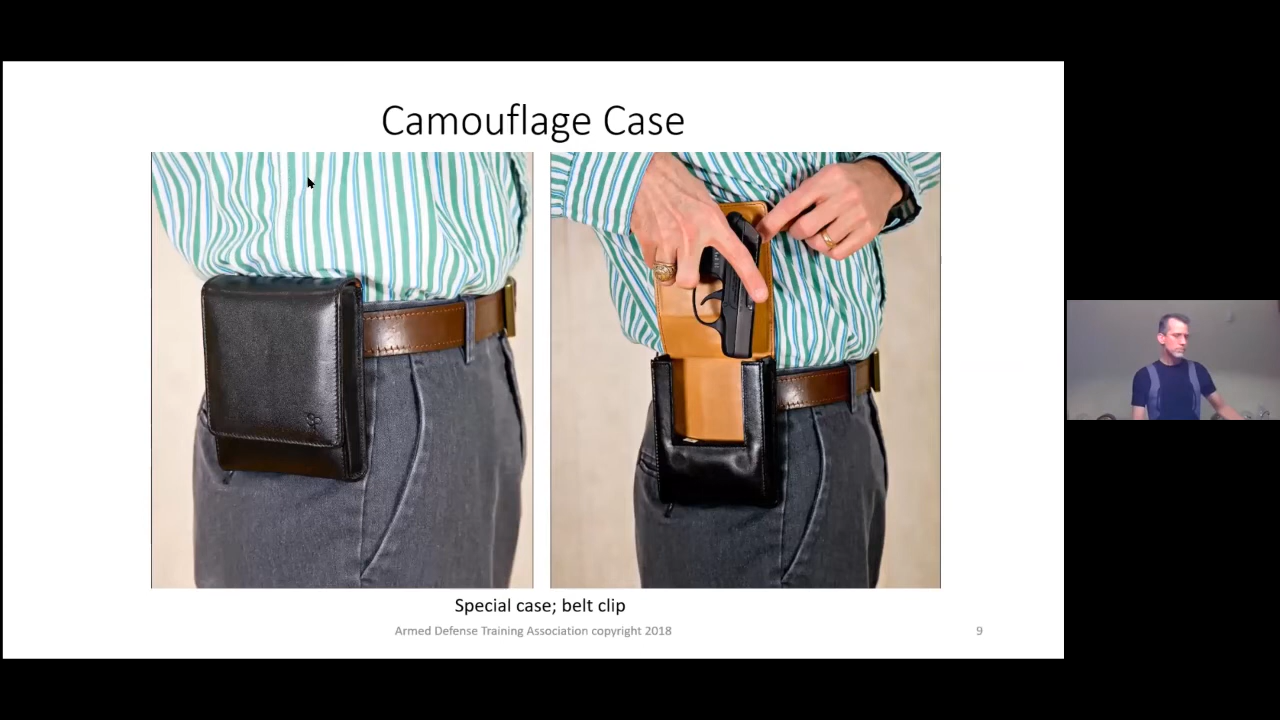 Camouflage Case
Special case; belt clip
Armed Defense Training Association copyright 2018
9